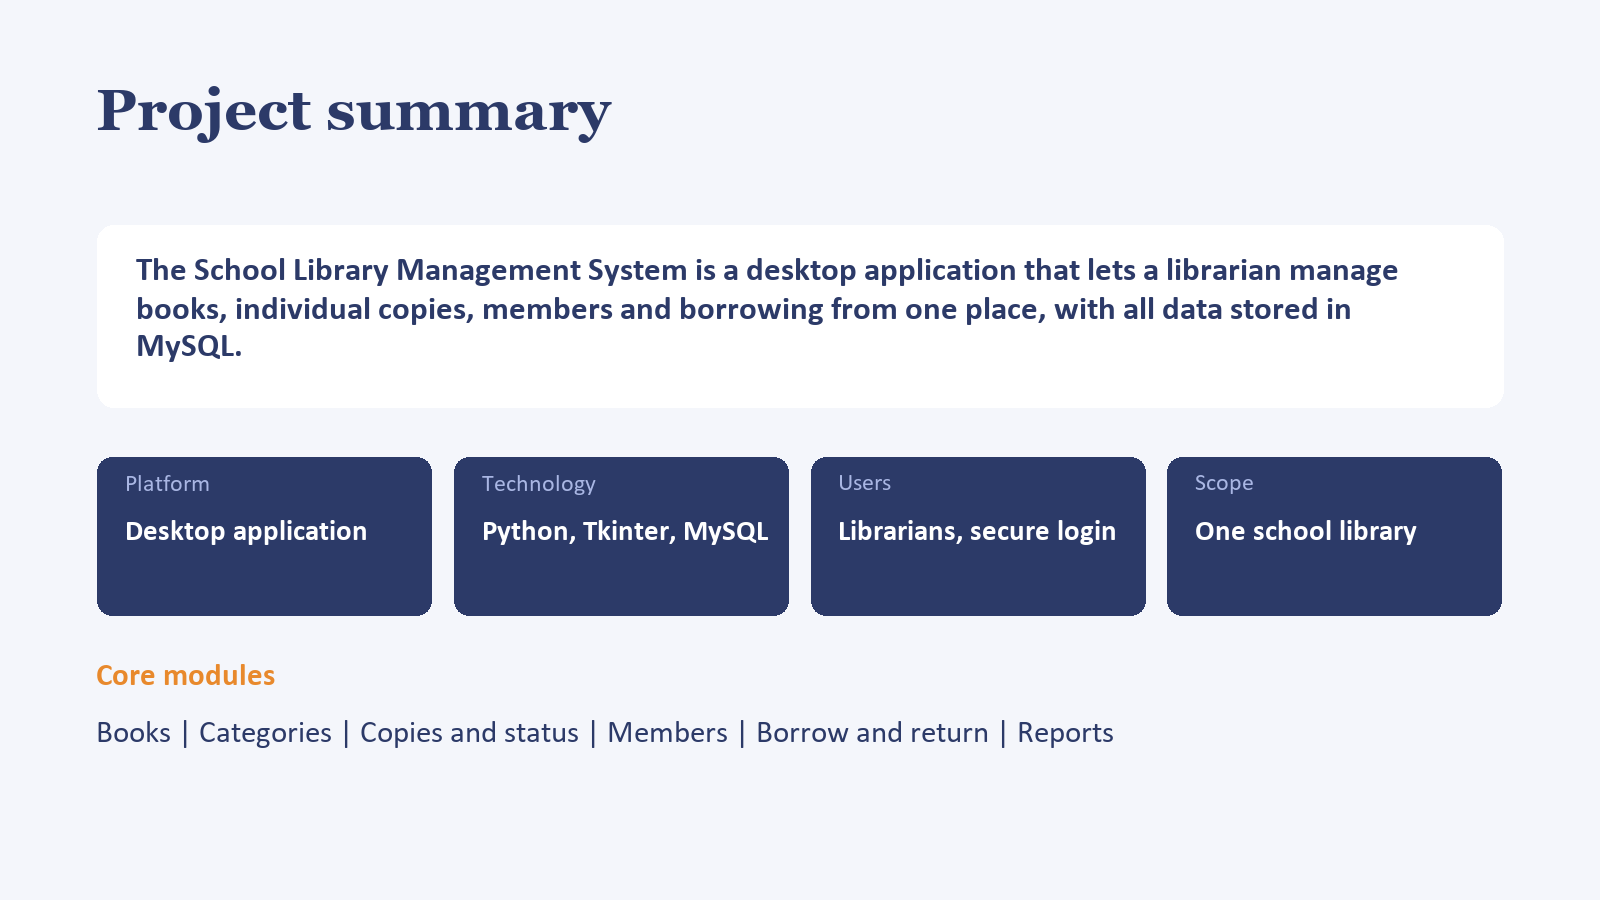 Project summary
The School Library Management System is a desktop application that lets a librarian manage
books, individual copies, members and borrowing from one place, with all data stored in
MySQL.
Platform
Desktop application
Technology
Python, Tkinter, MySQL
Users
Librarians, secure login
Scope
One school library
Core modules
Books | Categories | Copies and status | Members | Borrow and return | Reports